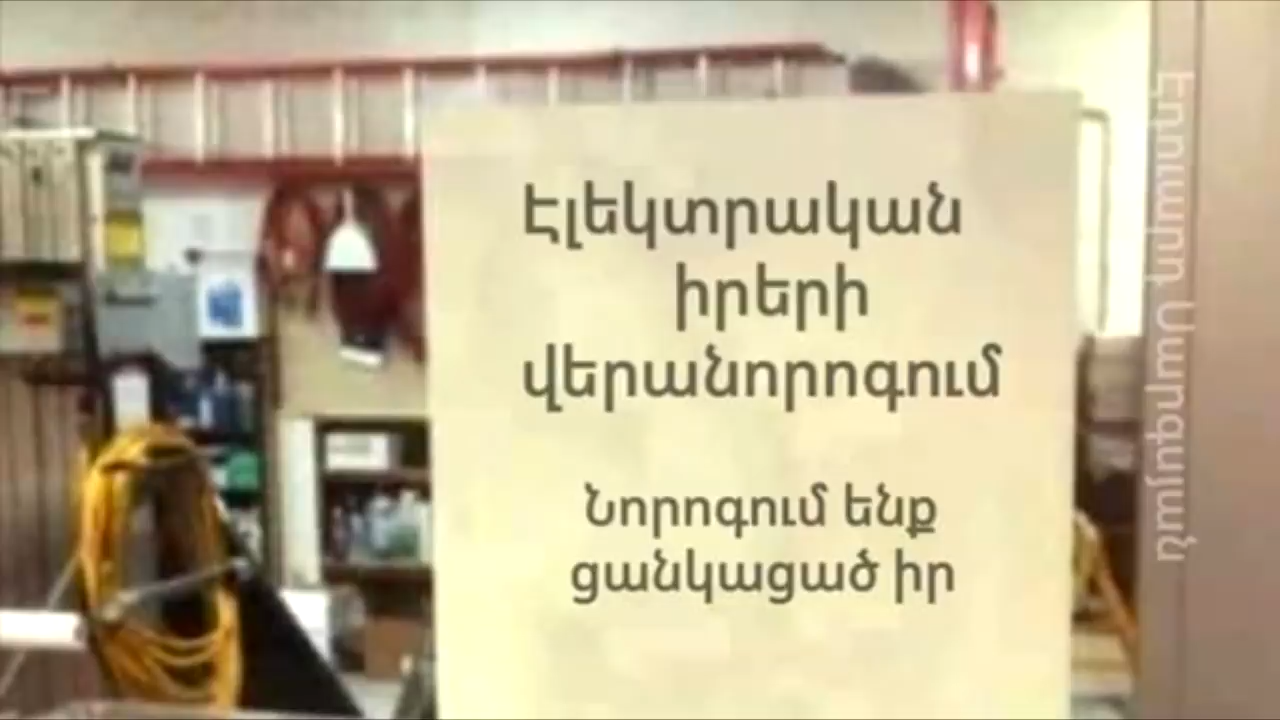 Էլեկտրական
իրերի
վերանորոգում
Նորոգում ենք
ցանկացած իր